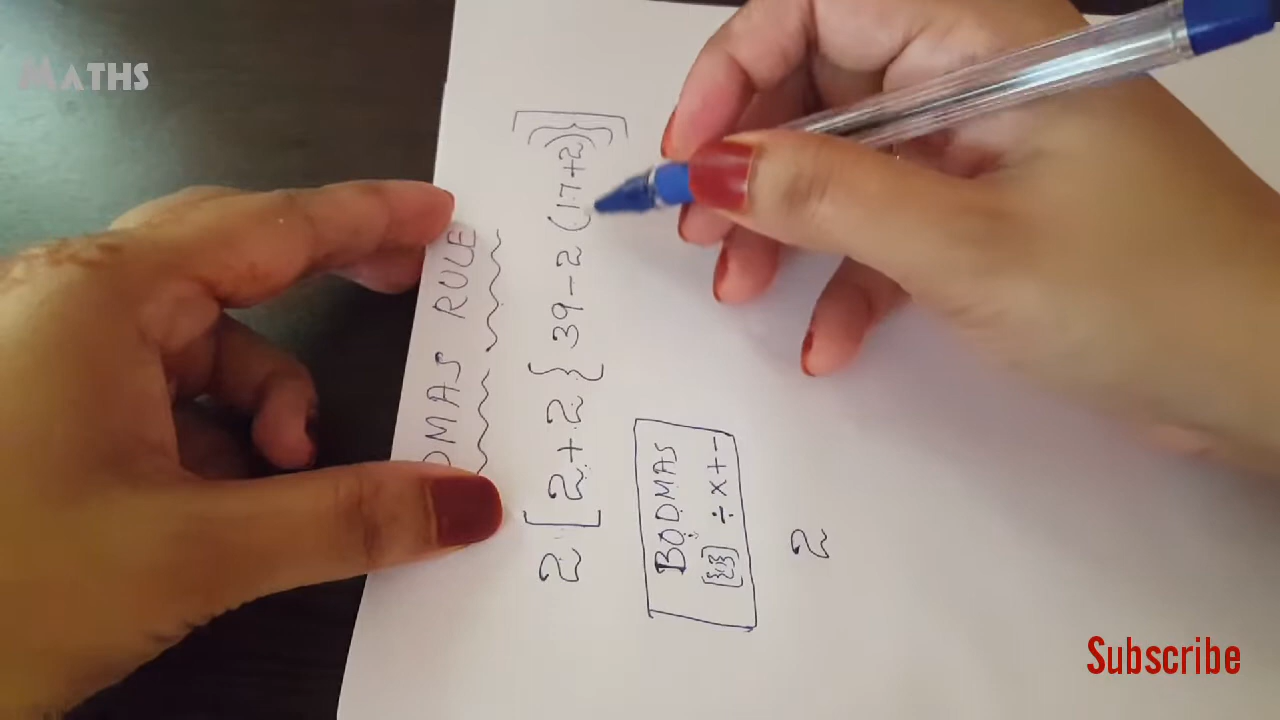 MATHS
DMAS RULE
2[2+2}39-2(17+2)}]
BODMAS
[{}] ÷ × + -
2
Subscribe